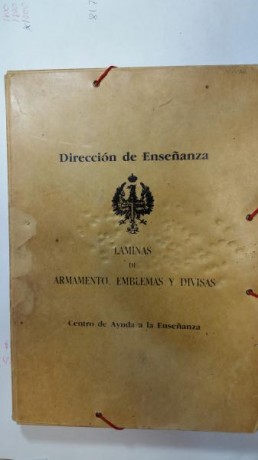 Dirección de Enseñanza
LAMINAS
DE
ARMAMENTO, EMBLEMAS Y DIVISAS
Centro de Ayuda a la Enseñanza